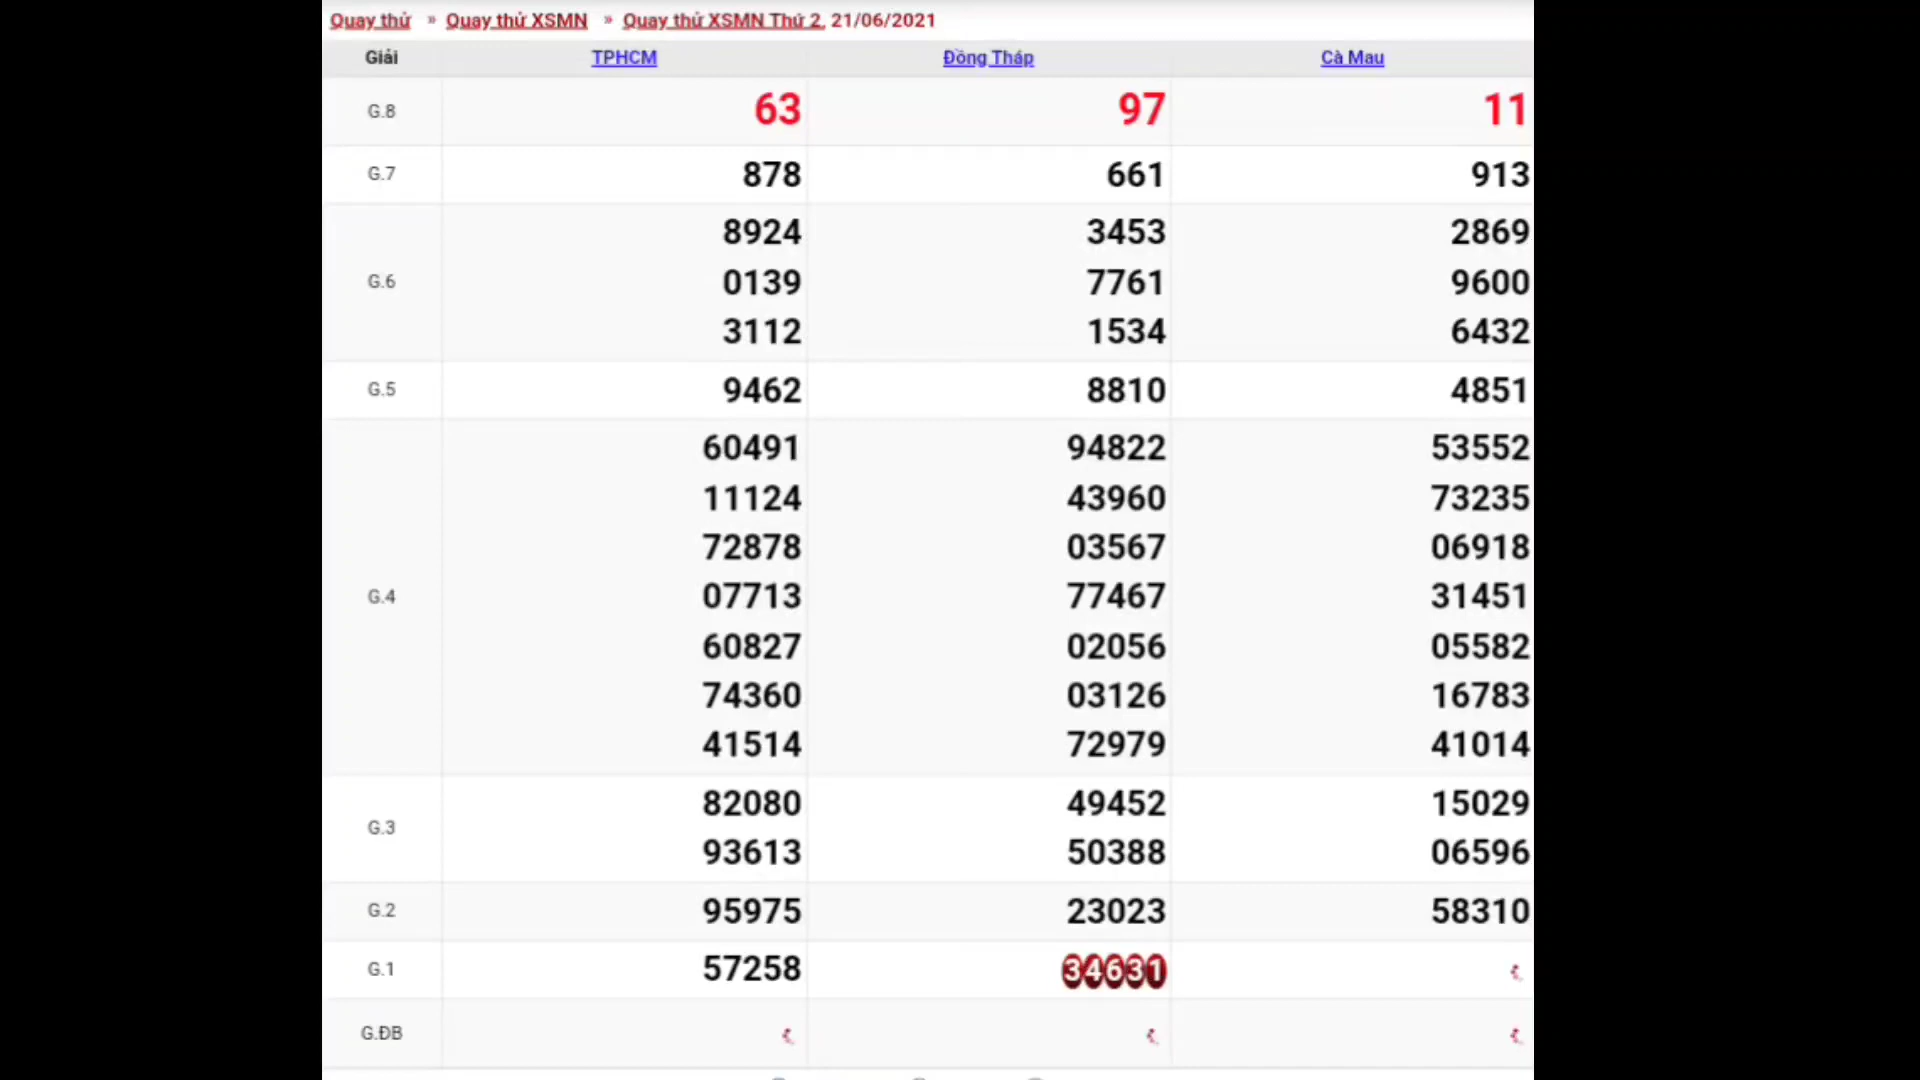 Quay thử » Quay thử XSMN » Quay thử XSMN Thứ 2, 21/06/2021
Giải TPHCM Đồng Tháp Cà Mau
G.8 63 97 11
G.7 878 661 913
8924 3453 2869
G.6 0139 7761 9600
3112 1534 6432
G.5 9462 8810 4851
60491 94822 53552
11124 43960 73235
72878 03567 06918
G.4 07713 77467 31451
60827 02056 05582
74360 03126 16783
41514 72979 41014
G.3 82080 49452 15029
93613 50388 06596
G.2 95975 23023 58310
G.1 57258 34631
G.ĐB